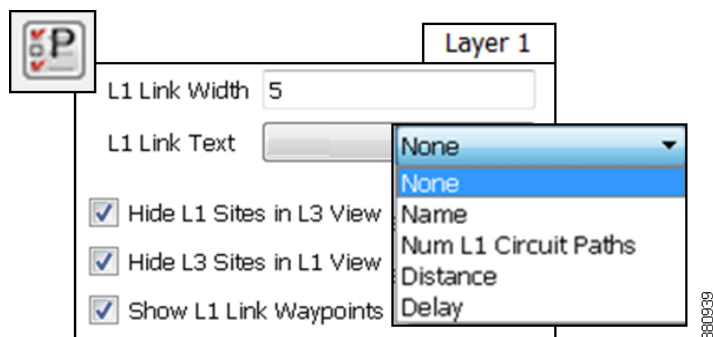 P
Layer 1
L1 Link Width 5
L1 Link Text None
None
Hide L1 Sites in L3 View Name
Num L1 Circuit Paths
Hide L3 Sites in L1 View
Distance
Show L1 Link Waypoints Delay
380939